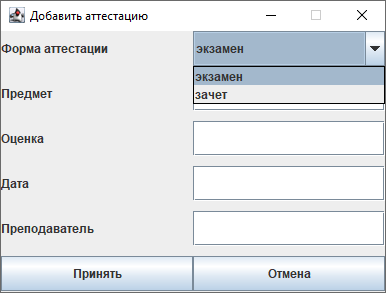 Добавить аттестацию
Форма аттестации
экзамен
экзамен
зачет
Предмет
Оценка
Дата
Преподаватель
Принять
Отмена